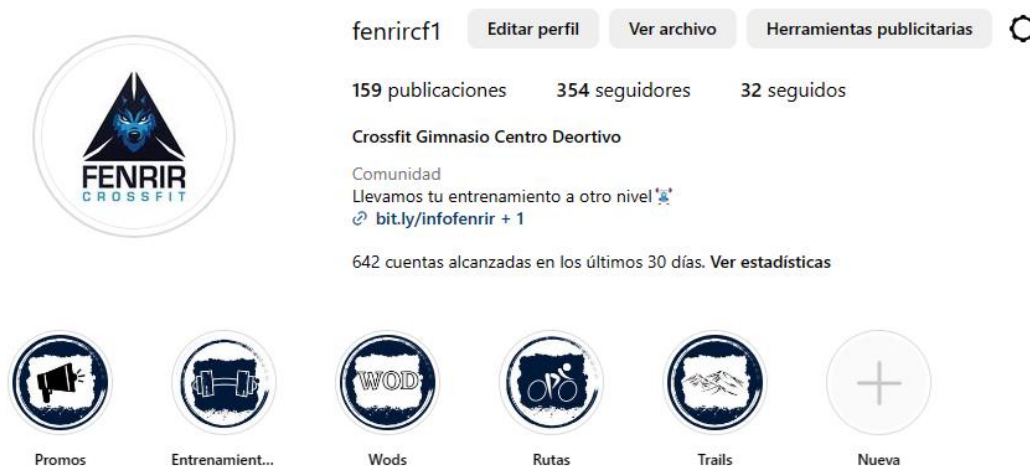 fenrircf1 Editar perfil Ver archivo Herramientas publicitarias
159 publicaciones 354 seguidores 32 seguidos
Crossfit Gimnasio Centro Deortivo
Comunidad
Llevamos tu entrenamiento a otro nivel
bit.ly/infofenrir + 1
642 cuentas alcanzadas en los últimos 30 días. Ver estadísticas
FENRIR
CROSSFIT
WOD
Promos Entrenamient... Wods Rutas Trails Nueva